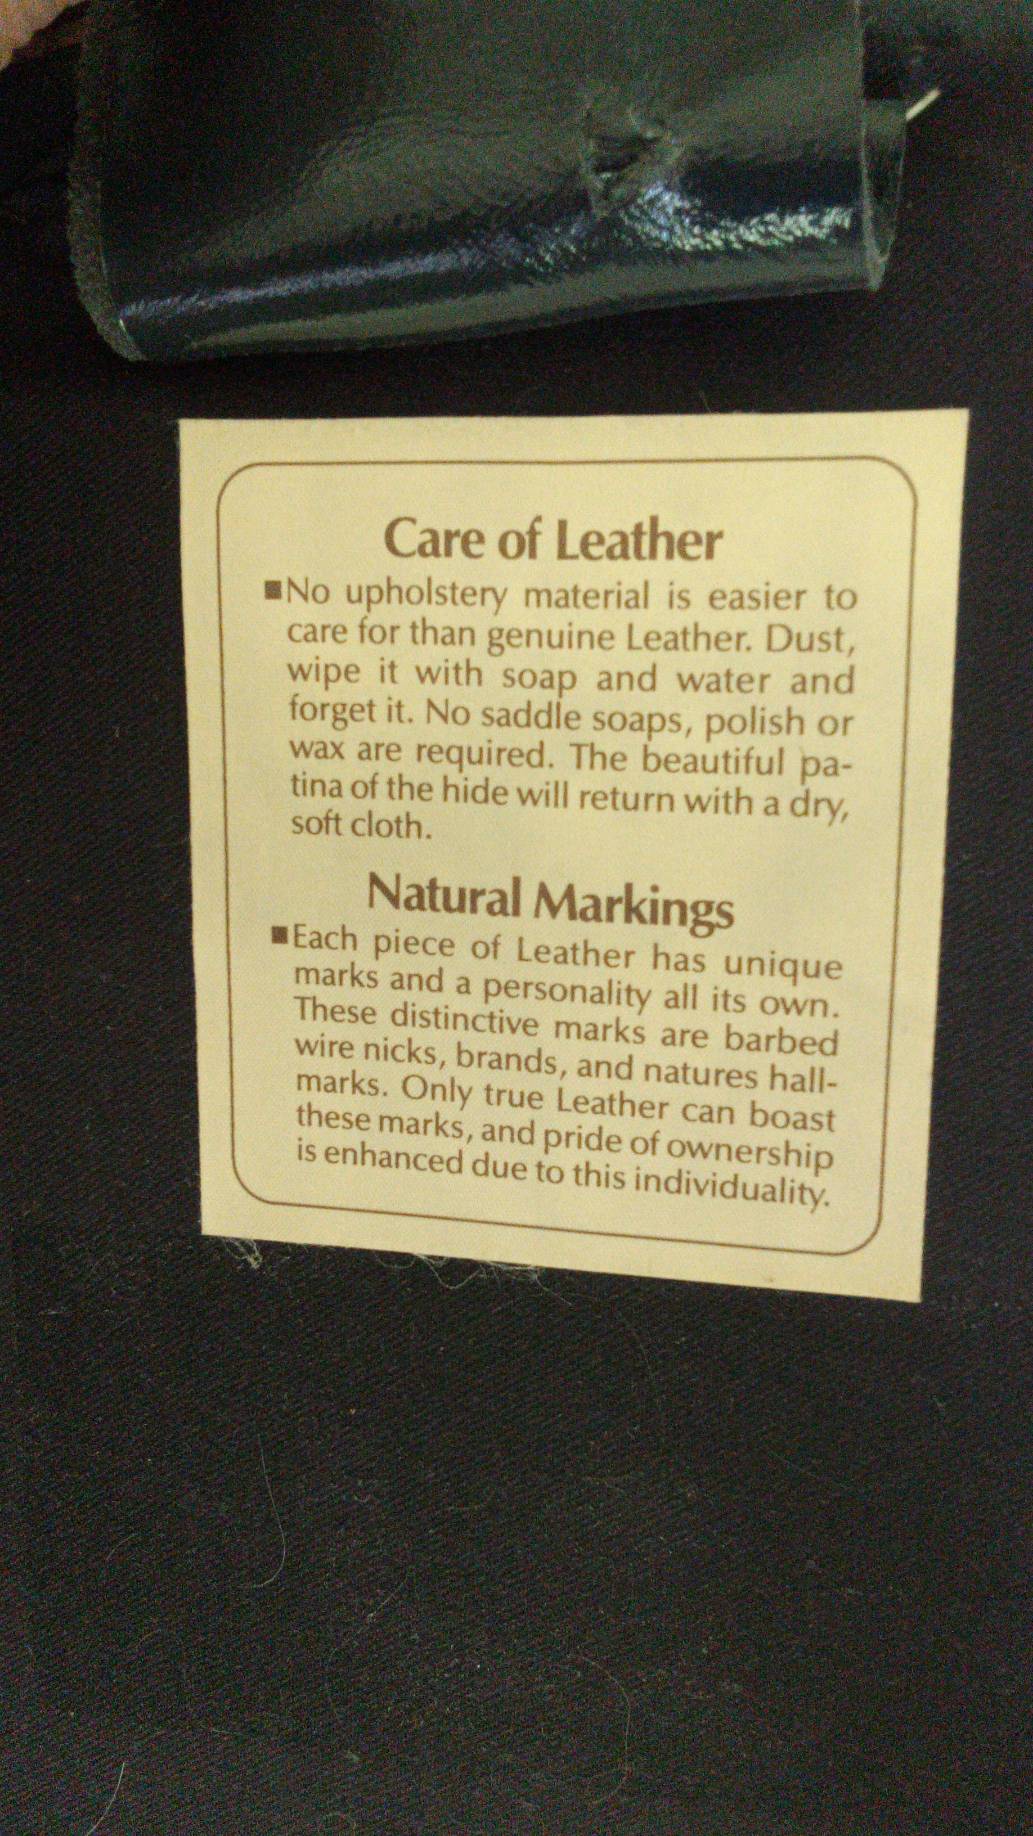 Care of Leather
■No upholstery material is easier to
care for than genuine Leather. Dust,
wipe it with soap and water and
forget it. No saddle soaps, polish or
wax are required. The beautiful pa-
tina of the hide will return with a dry,
soft cloth.
Natural Markings
■Each piece of Leather has unique
marks and a personality all its own.
These distinctive marks are barbed
wire nicks, brands, and natures hall-
marks. Only true Leather can boast
these marks, and pride of ownership
is enhanced due to this individuality.